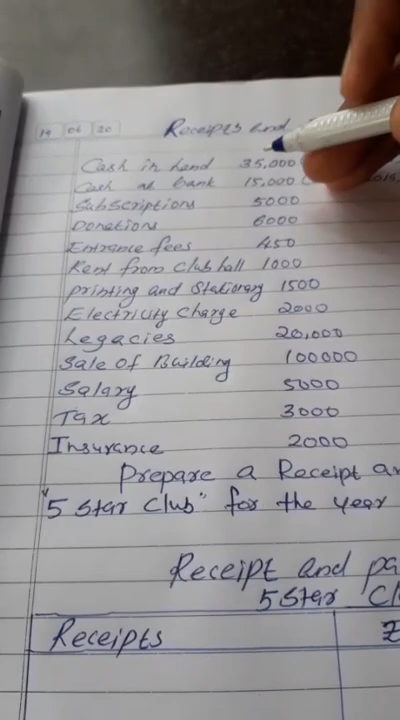 19 06 20
Receipts and
Cash in hand 35,000
Cash at bank 15,000
Subscriptions 5000
Donations 6000
Entrance fees 450
Rent from Club hall 1000
printing and Stationary 1500
Electricity Charge 2000
Legacies 20,000
Sale of Building 100000
Salary 5000
Tax 3000
Insurance 2000
Prepare a Receipt an
"5 Star Club" for the year
Receipt and pa
5 Star Cl
Receipts ₹